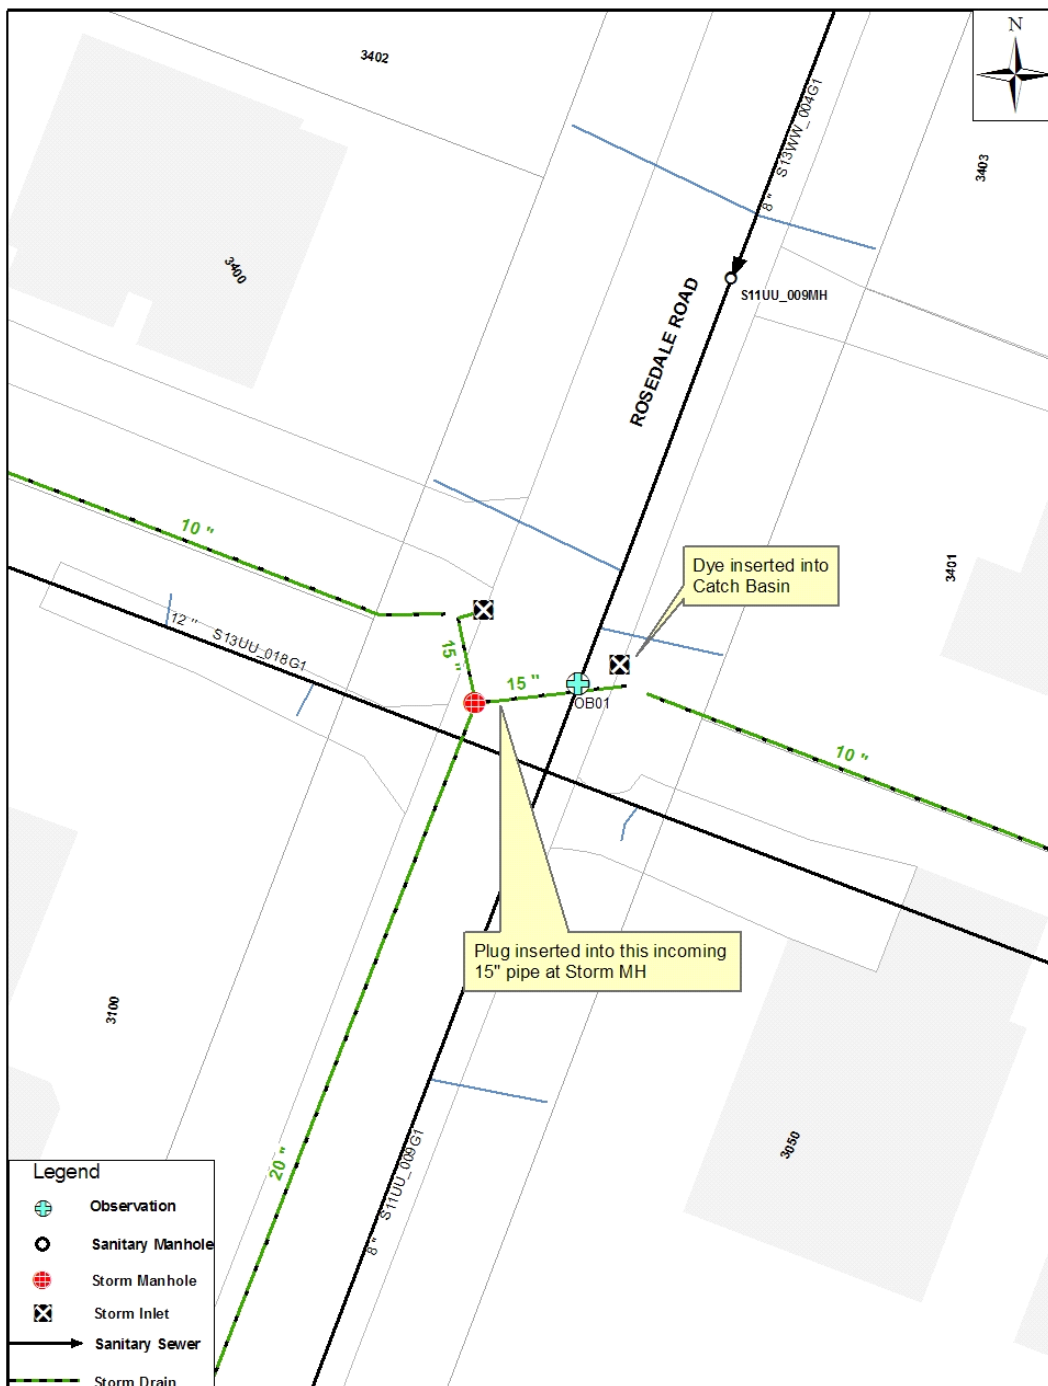 N
3402
8 " S13WW_004G1
3403
3400
S11UU_009MH
ROSEDALE ROAD
10 "
Dye inserted into
Catch Basin
3401
12 " S13UU_018G1
15 "
15 "
OB01
10 "
Plug inserted into this incoming
15" pipe at Storm MH
3100
3050
20 "
8 " S11UU_009G1
Legend
Observation
Sanitary Manhole
Storm Manhole
Storm Inlet
Sanitary Sewer
Storm Drain